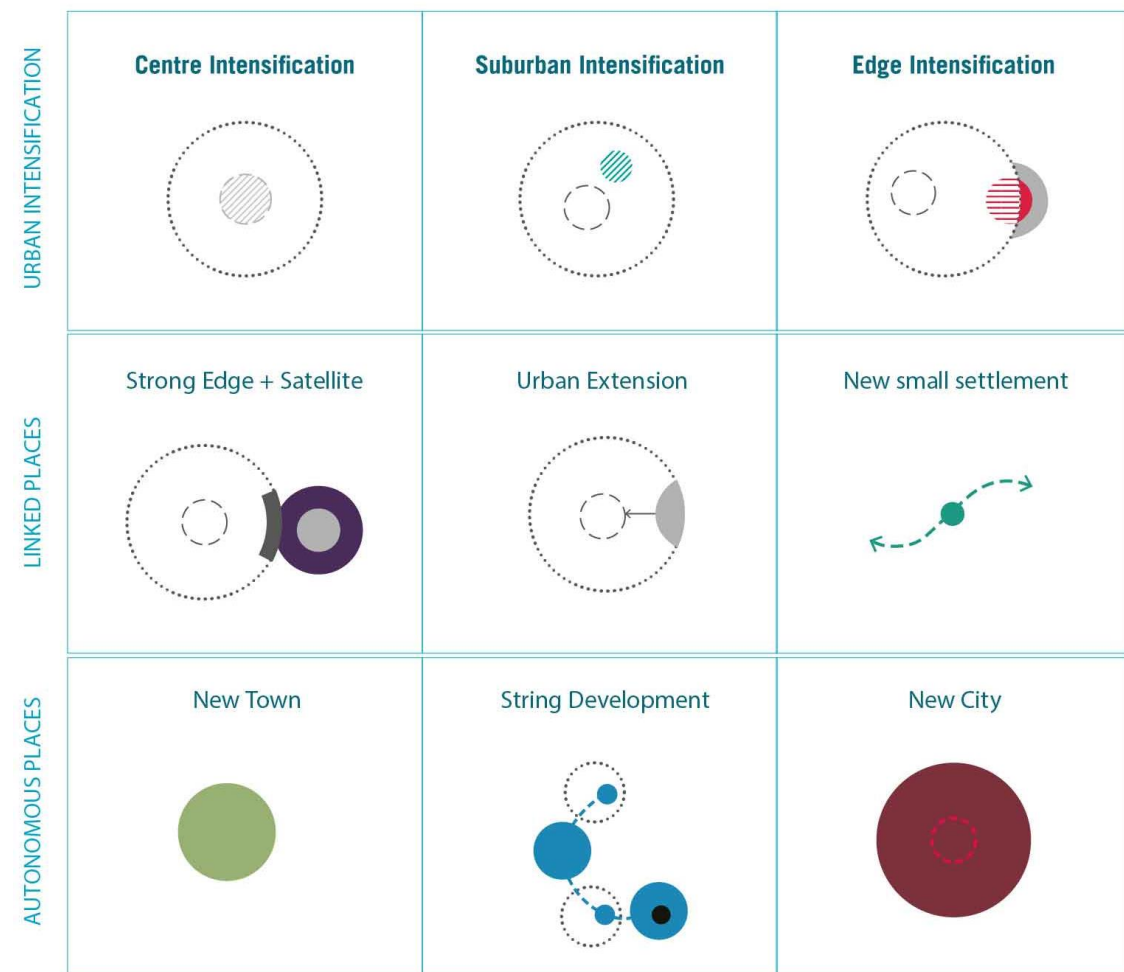 URBAN INTENSIFICATION
Centre Intensification
Suburban Intensification
Edge Intensification
LINKED PLACES
Strong Edge + Satellite
Urban Extension
New small settlement
AUTONOMOUS PLACES
New Town
String Development
New City